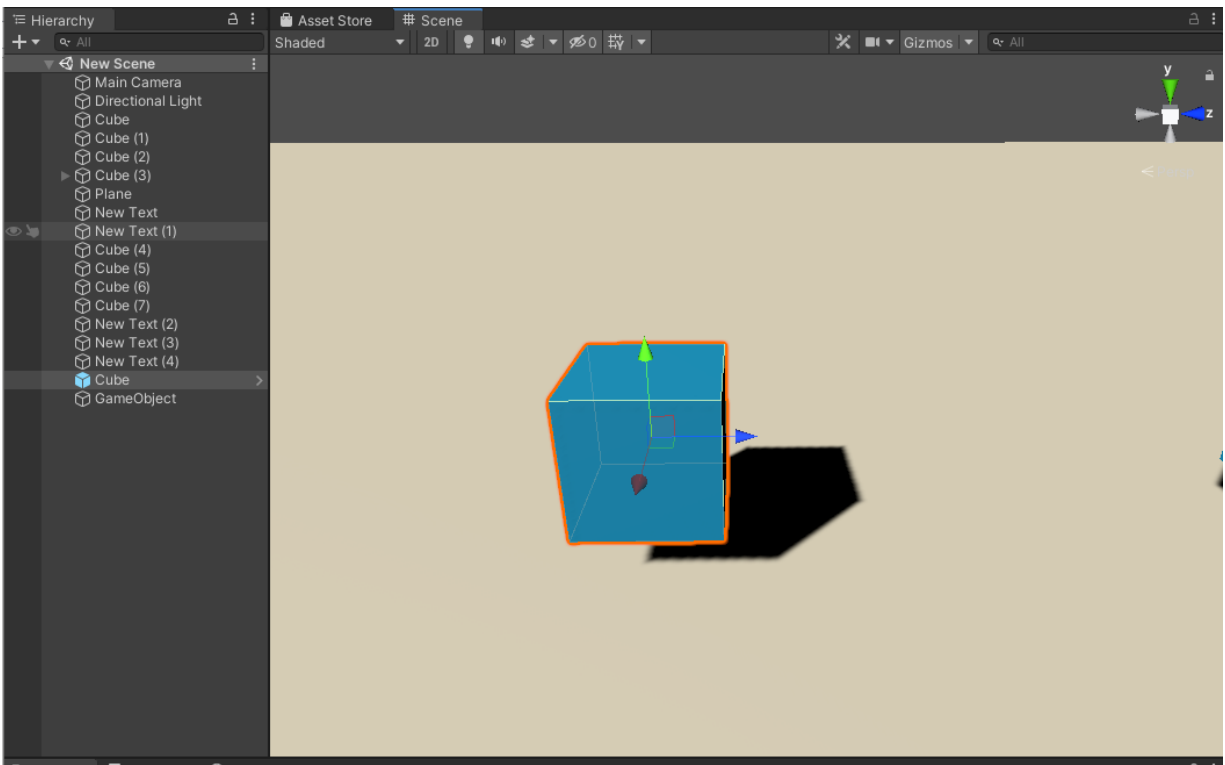 Hierarchy
Asset Store
Scene
All
Shaded
2D
0
Gizmos
All
New Scene
Main Camera
Directional Light
Cube
Cube (1)
Cube (2)
Cube (3)
Plane
New Text
New Text (1)
Cube (4)
Cube (5)
Cube (6)
Cube (7)
New Text (2)
New Text (3)
New Text (4)
Cube
GameObject
y
z